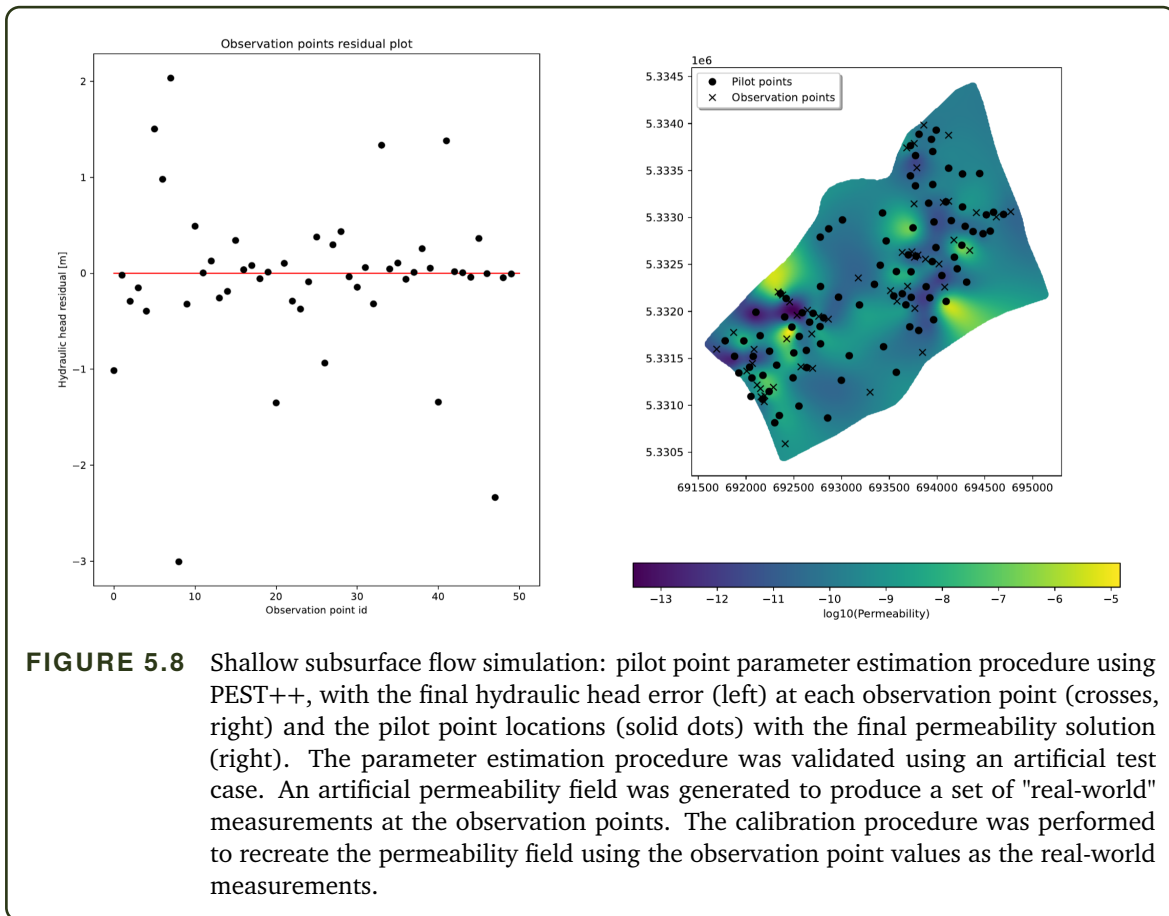 Observation points residual plot
2
1
0
−1
−2
−3
Hydraulic head residual [m]
0
10
20
30
40
50
Observation point id
1e6
Pilot points
Observation points
5.3345
5.3340
5.3335
5.3330
5.3325
5.3320
5.3315
5.3310
5.3305
691500 692000 692500 693000 693500 694000 694500 695000
−13 −12 −11 −10 −9 −8 −7 −6 −5
log10(Permeability)
FIGURE 5.8 Shallow subsurface flow simulation: pilot point parameter estimation procedure using
PEST++, with the final hydraulic head error (left) at each observation point (crosses,
right) and the pilot point locations (solid dots) with the final permeability solution
(right). The parameter estimation procedure was validated using an artificial test
case. An artificial permeability field was generated to produce a set of "real-world"
measurements at the observation points. The calibration procedure was performed
to recreate the permeability field using the observation point values as the real-world
measurements.